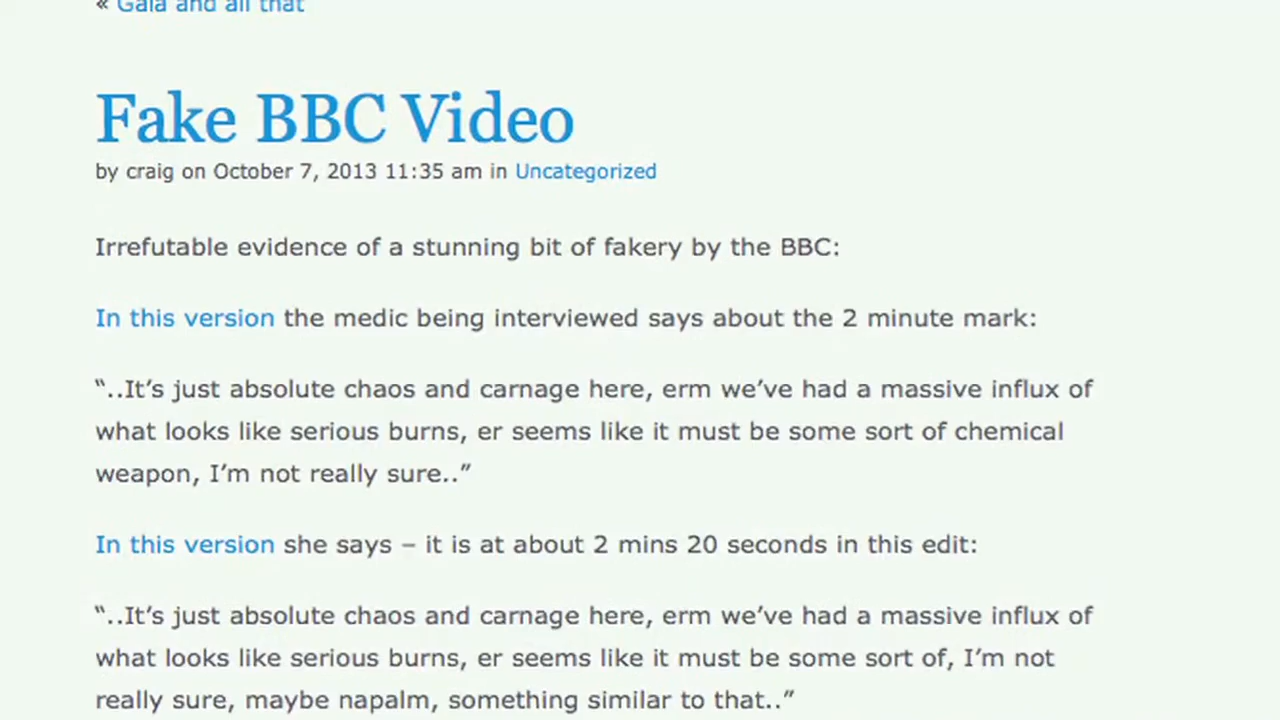 « Gaia and all that
Fake BBC Video
by craig on October 7, 2013 11:35 am in Uncategorized
Irrefutable evidence of a stunning bit of fakery by the BBC:
In this version the medic being interviewed says about the 2 minute mark:
“..It’s just absolute chaos and carnage here, erm we’ve had a massive influx of
what looks like serious burns, er seems like it must be some sort of chemical
weapon, I’m not really sure..”
In this version she says – it is at about 2 mins 20 seconds in this edit:
“..It’s just absolute chaos and carnage here, erm we’ve had a massive influx of
what looks like serious burns, er seems like it must be some sort of, I’m not
really sure, maybe napalm, something similar to that..”